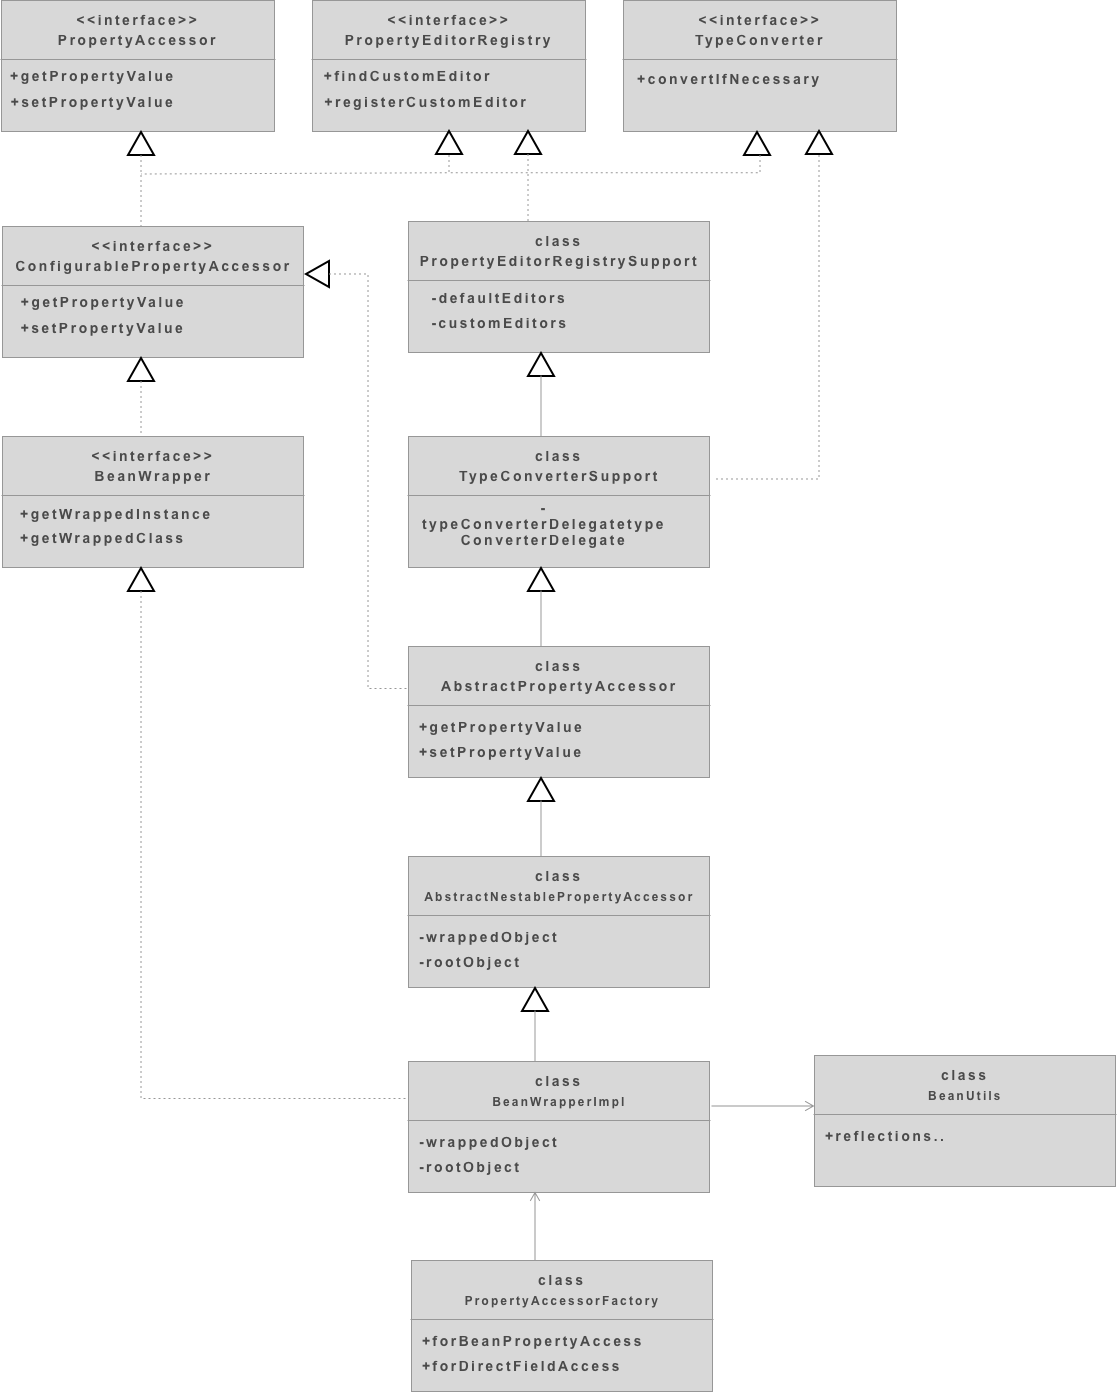 <<interface>>
PropertyAccessor
+getPropertyValue
+setPropertyValue
<<interface>>
PropertyEditorRegistry
+findCustomEditor
+registerCustomEditor
<<interface>>
TypeConverter
+convertIfNecessary
<<interface>>
ConfigurablePropertyAccessor
+getPropertyValue
+setPropertyValue
class
PropertyEditorRegistrySupport
-defaultEditors
-customEditors
<<interface>>
BeanWrapper
+getWrappedInstance
+getWrappedClass
class
TypeConverterSupport
-
typeConverterDelegatetype
ConverterDelegate
class
AbstractPropertyAccessor
+getPropertyValue
+setPropertyValue
class
AbstractNestablePropertyAccessor
-wrappedObject
-rootObject
class
BeanWrapperImpl
-wrappedObject
-rootObject
class
BeanUtils
+reflections..
class
PropertyAccessorFactory
+forBeanPropertyAccess
+forDirectFieldAccess